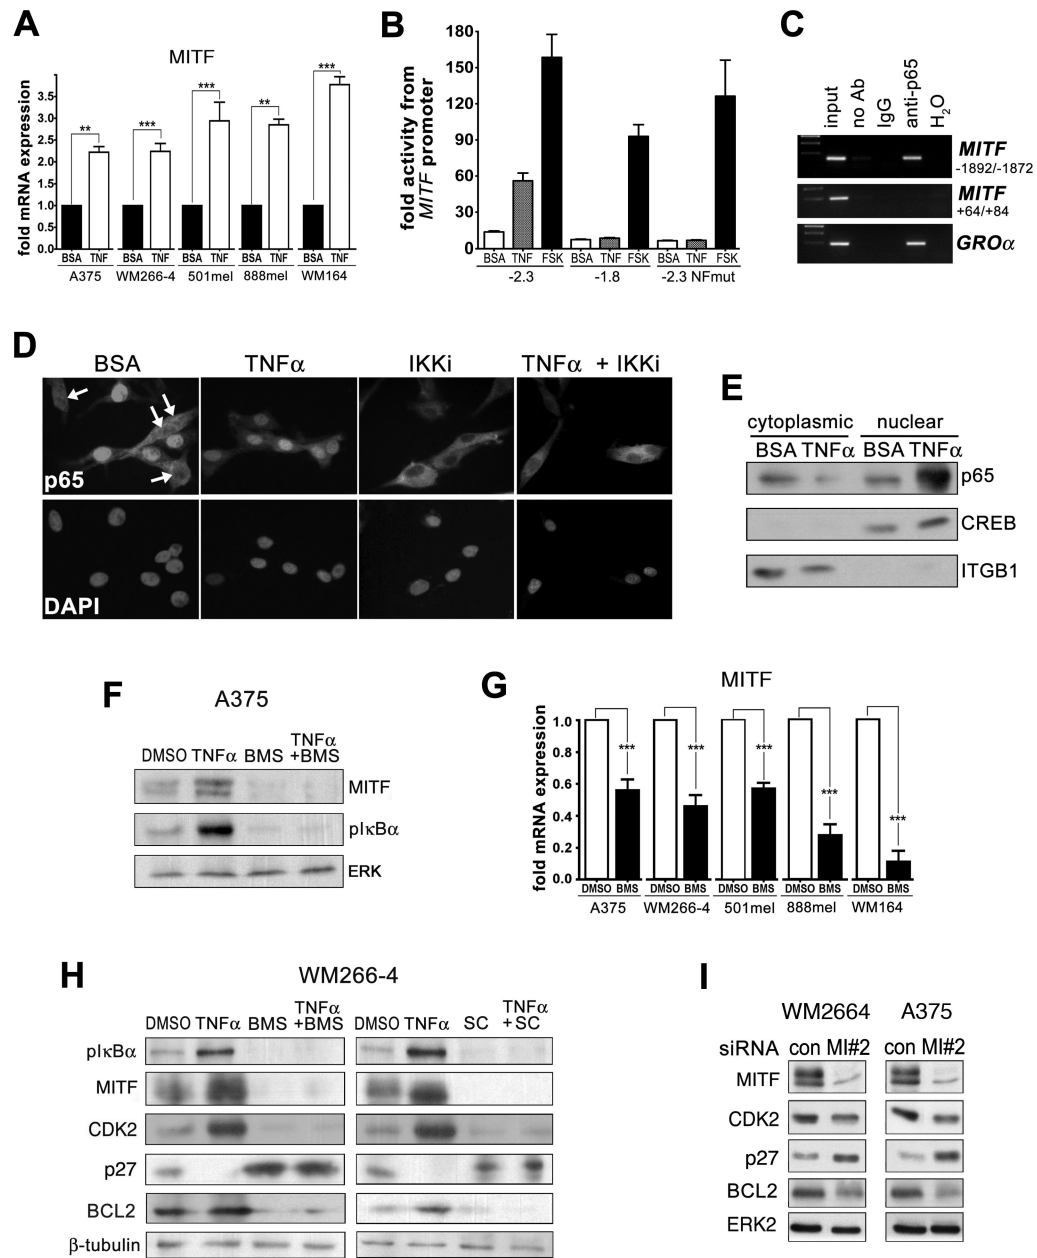 A
MITF
fold mRNA expression
3.5
3.0
2.5
2.0
1.5
1.0
0.5
0.0
** *** *** ** ***
BSA TNF BSA TNF BSA TNF BSA TNF BSA TNF
A375 WM266-4 501mel 888mel WM164
B
fold activity from
MITF promoter
180
150
120
90
60
30
0
BSA TNF FSK BSA TNF FSK BSA TNF FSK
-2.3 -1.8 -2.3 NFmut
C
input no Ab IgG anti-p65 H2O
MITF
-1892/-1872
MITF
+64/+84
GROα
D
BSA TNFα IKKi TNFα + IKKi
p65
DAPI
E
cytoplasmic nuclear
BSA TNFα BSA TNFα
p65
CREB
ITGB1
F
A375
DMSO TNFα BMS TNFα +BMS
MITF
pIκBα
ERK
G
MITF
fold mRNA expression
1.0
0.8
0.6
0.4
0.2
0.0
*** *** *** *** ***
DMSO BMS DMSO BMS DMSO BMS DMSO BMS DMSO BMS
A375 WM266-4 501mel 888mel WM164
H
WM266-4
DMSO TNFα BMS TNFα +BMS DMSO TNFα SC TNFα + SC
pIκBα
MITF
CDK2
p27
BCL2
β-tubulin
I
WM2664 A375
siRNA con MI#2 con MI#2
MITF
CDK2
p27
BCL2
ERK2